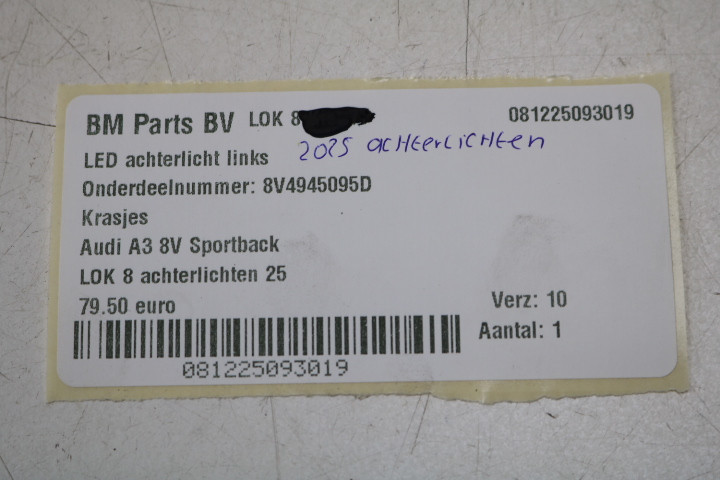 BM Parts BV LOK 8 081225093019
2025 achterlichten
LED achterlicht links
Onderdeelnummer: 8V4945095D
Krasjes
Audi A3 8V Sportback
LOK 8 achterlichten 25
79.50 euro Verz: 10
Aantal: 1
081225093019